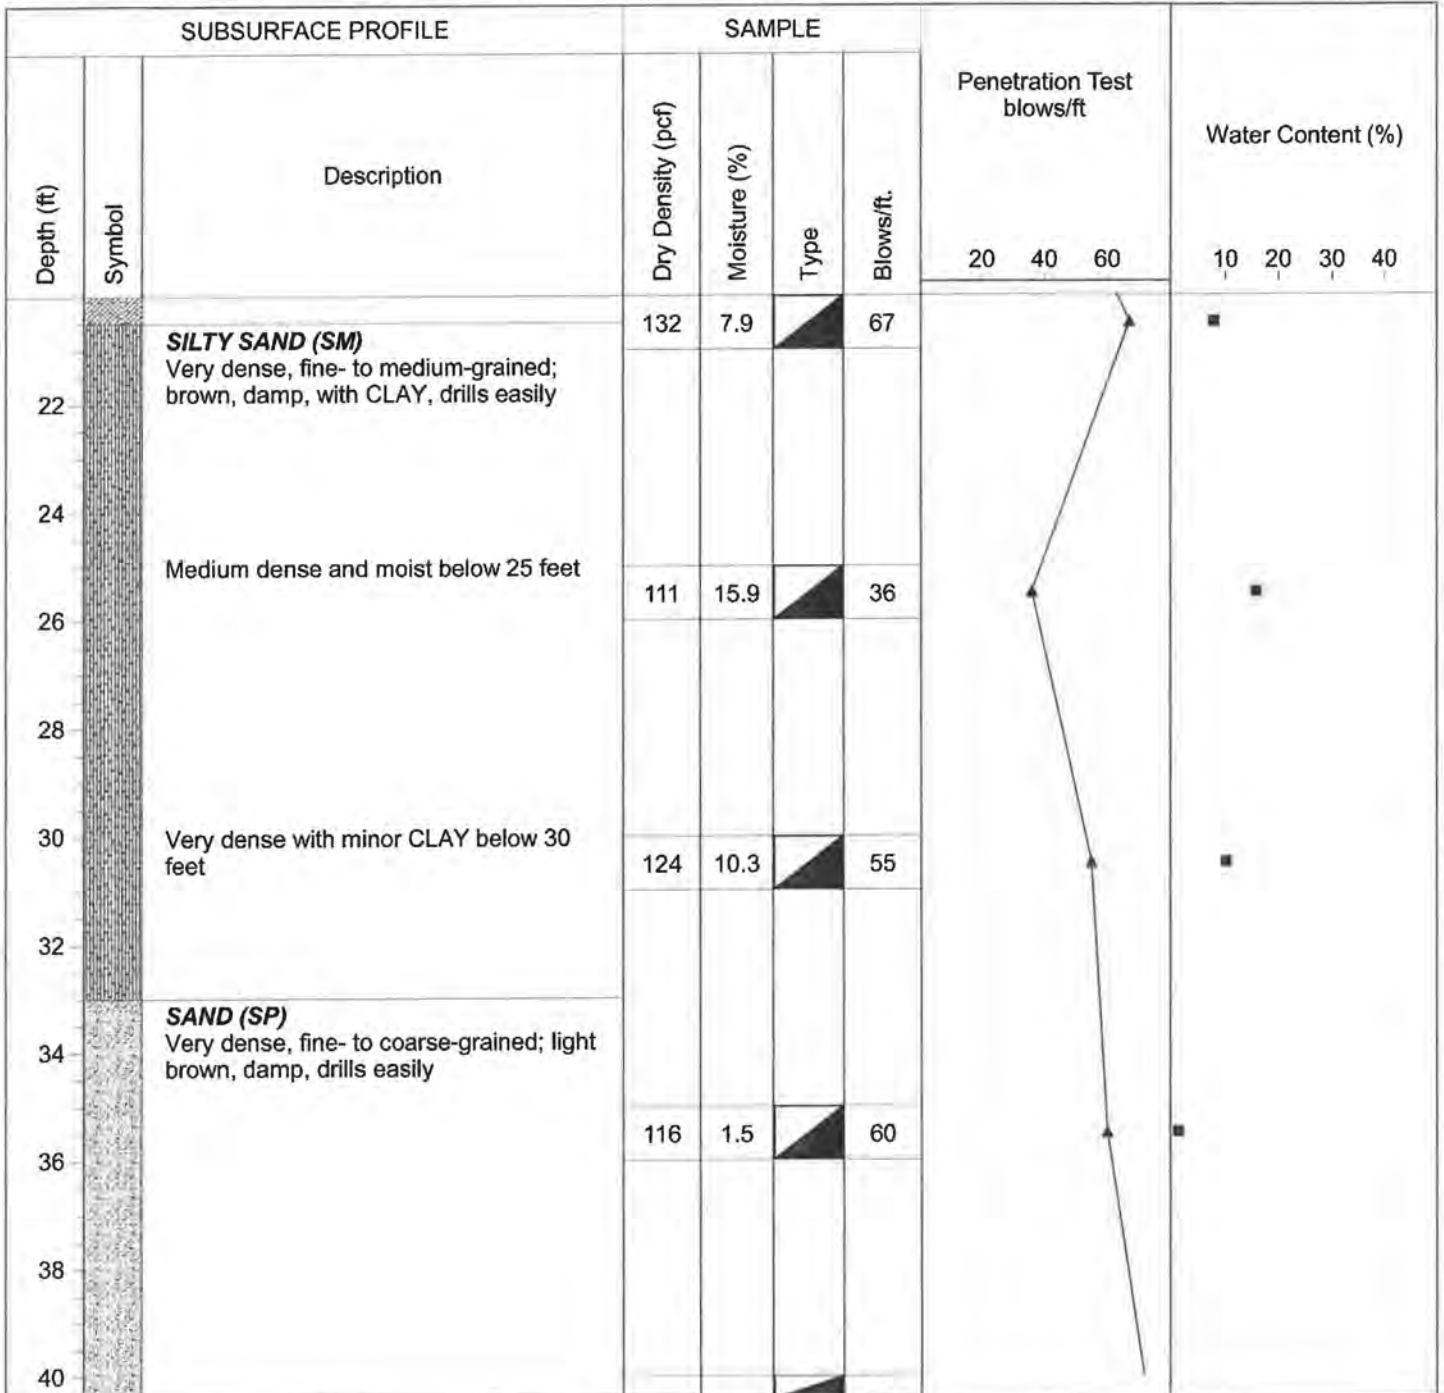 SUBSURFACE PROFILE
SAMPLE
Depth (ft)
Symbol
Description
Dry Density (pcf)
Moisture (%)
Type
Blows/ft.
Penetration Test
blows/ft
20 40 60
Water Content (%)
10 20 30 40
132 7.9 67
SILTY SAND (SM)
Very dense, fine- to medium-grained;
brown, damp, with CLAY, drills easily
22
24
Medium dense and moist below 25 feet
111 15.9 36
26
28
30
Very dense with minor CLAY below 30
feet
124 10.3 55
32
SAND (SP)
Very dense, fine- to coarse-grained; light
brown, damp, drills easily
34
116 1.5 60
36
38
40